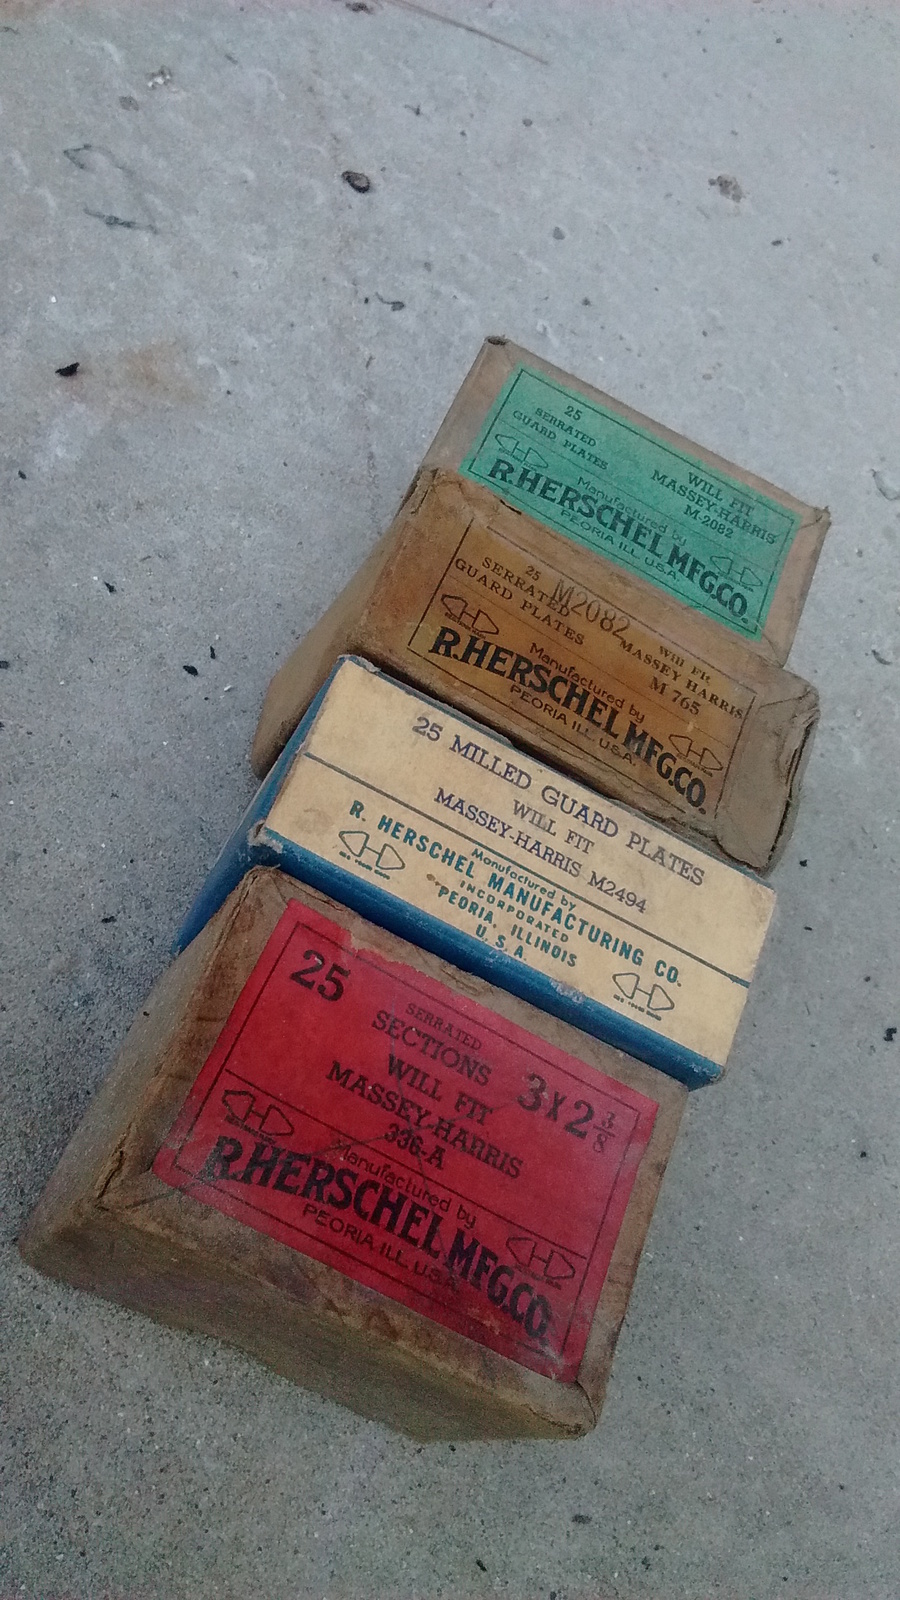 25
SERRATED
GUARD PLATES
WILL FIT
MASSEY-HARRIS
M-2082
Manufactured by
R. HERSCHEL MFG. CO.
PEORIA ILL. U.S.A.
25
SERRATED
GUARD PLATES
M2082
Will Fit
MASSEY HARRIS
M 765
Manufactured by
R. HERSCHEL MFG. CO.
PEORIA ILL. U.S.A.
25 MILLED GUARD PLATES
WILL FIT
MASSEY-HARRIS M2494
Manufactured by
R. HERSCHEL MANUFACTURING CO.
INCORPORATED
PEORIA, ILLINOIS
U. S. A.
25
SERRATED
SECTIONS
WILL FIT
MASSEY-HARRIS
336-A
3 x 2 3/8
Manufactured by
R. HERSCHEL MFG. CO.
PEORIA ILL. U.S.A.